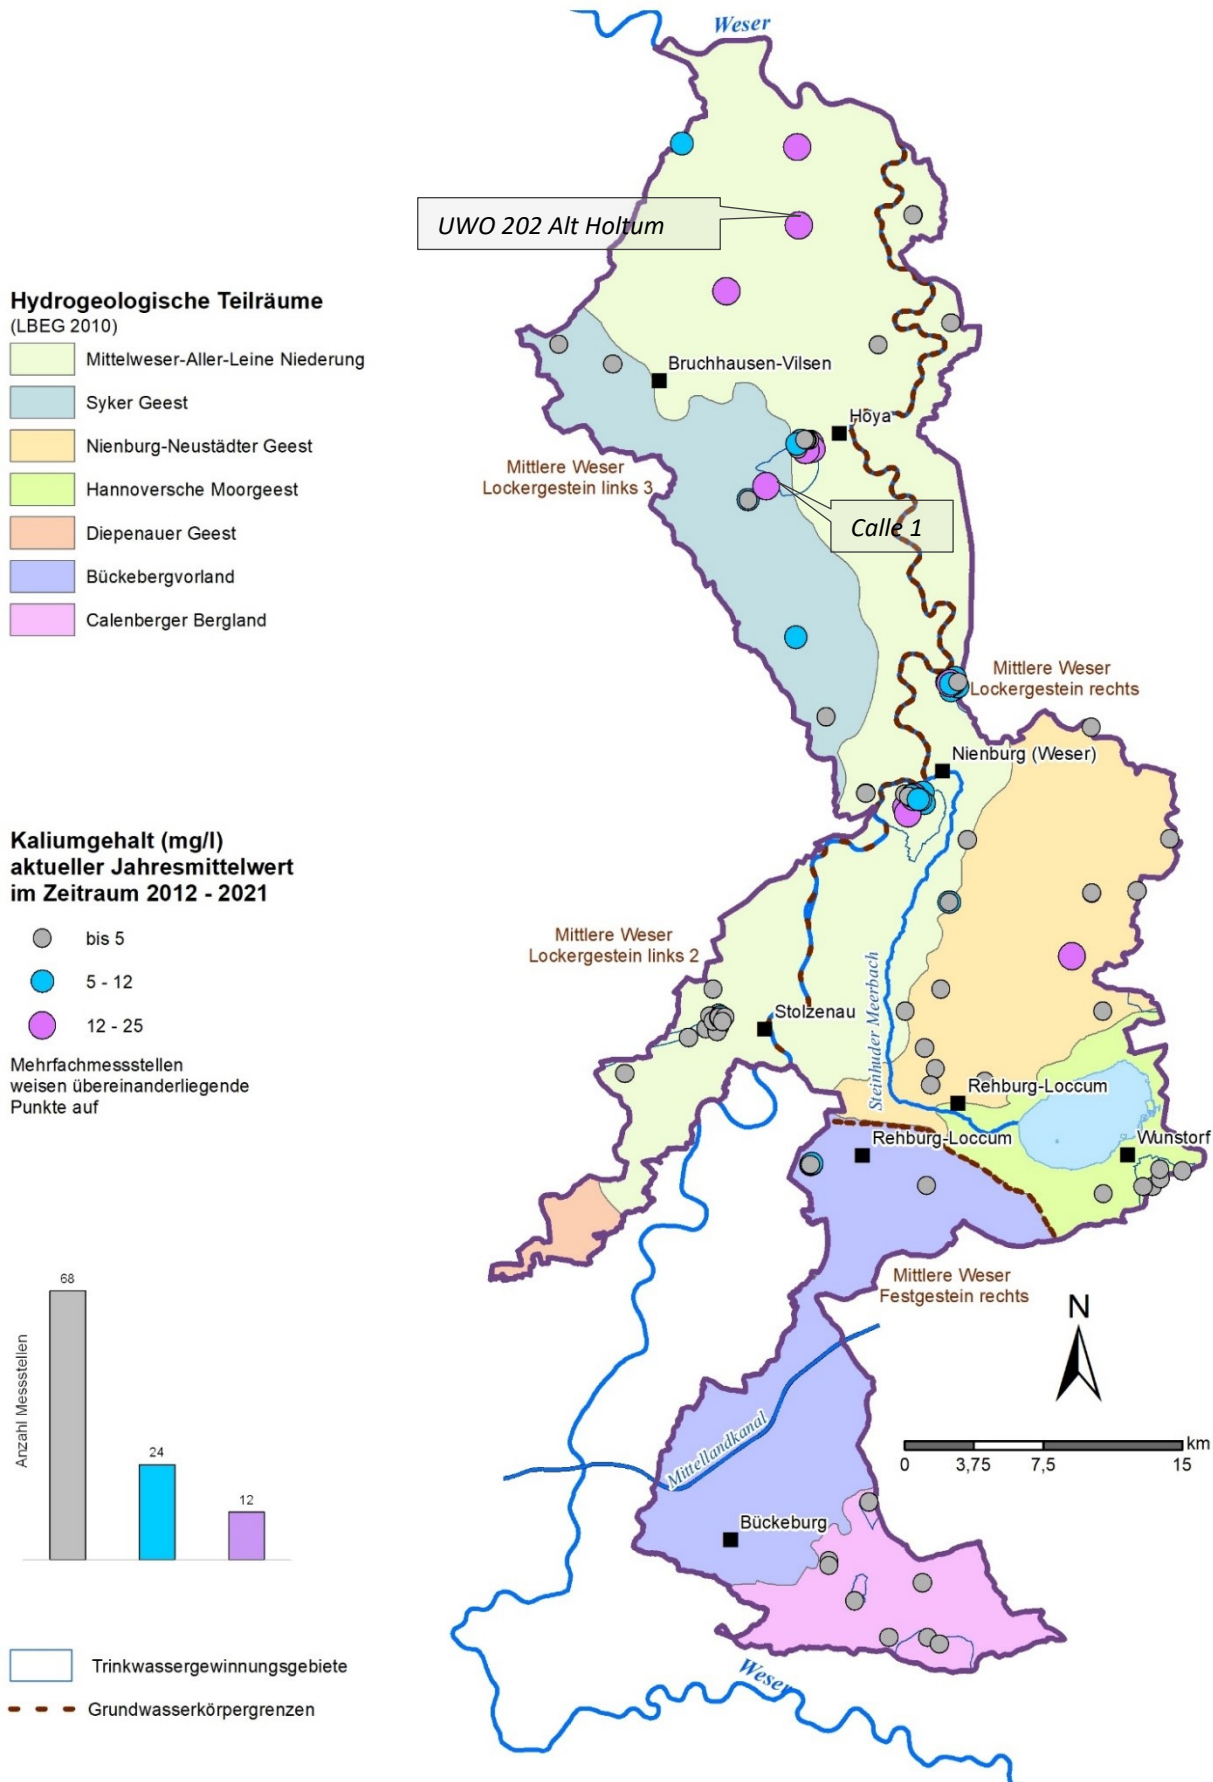 Weser
UWO 202 Alt Holtum
Hydrogeologische Teilräume
(LBEG 2010)
Mittelweser-Aller-Leine Niederung
Syker Geest
Nienburg-Neustädter Geest
Hannoversche Moorgeest
Diepenauer Geest
Bückebergvorland
Calenberger Bergland
Bruchhausen-Vilsen
Hoya
Mittlere Weser
Lockergestein links 3
Calle 1
Mittlere Weser
Lockergestein rechts
Nienburg (Weser)
Kaliumgehalt (mg/l)
aktueller Jahresmittelwert
im Zeitraum 2012 - 2021
bis 5
5 - 12
12 - 25
Mehrfachmessstellen
weisen übereinanderliegende
Punkte auf
Mittlere Weser
Lockergestein links 2
Stolzenau
Steinhuder Meerbach
Rehburg-Loccum
Rehburg-Loccum
Wunstorf
Mittlere Weser
Festgestein rechts
N
km
0 3,75 7,5 15
Mittellandkanal
Bückeburg
Anzahl Messstellen
68
24
12
Trinkwassergewinnungsgebiete
Grundwasserkörpergrenzen
Weser